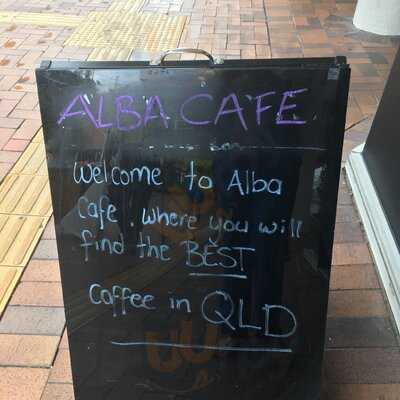 ALBA CAFE
Welcome to Alba
Cafe. where you will
find the BEST
Coffee in QLD